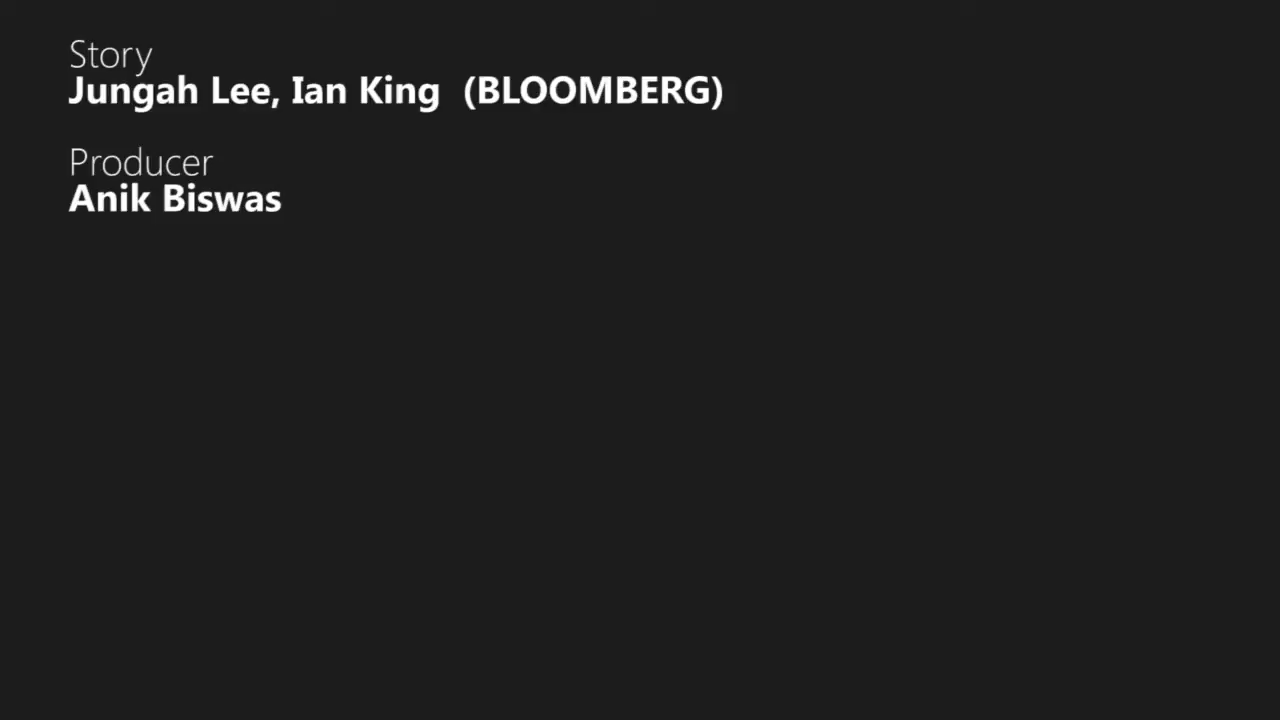 Story
Jungah Lee, Ian King (BLOOMBERG)
Producer
Anik Biswas